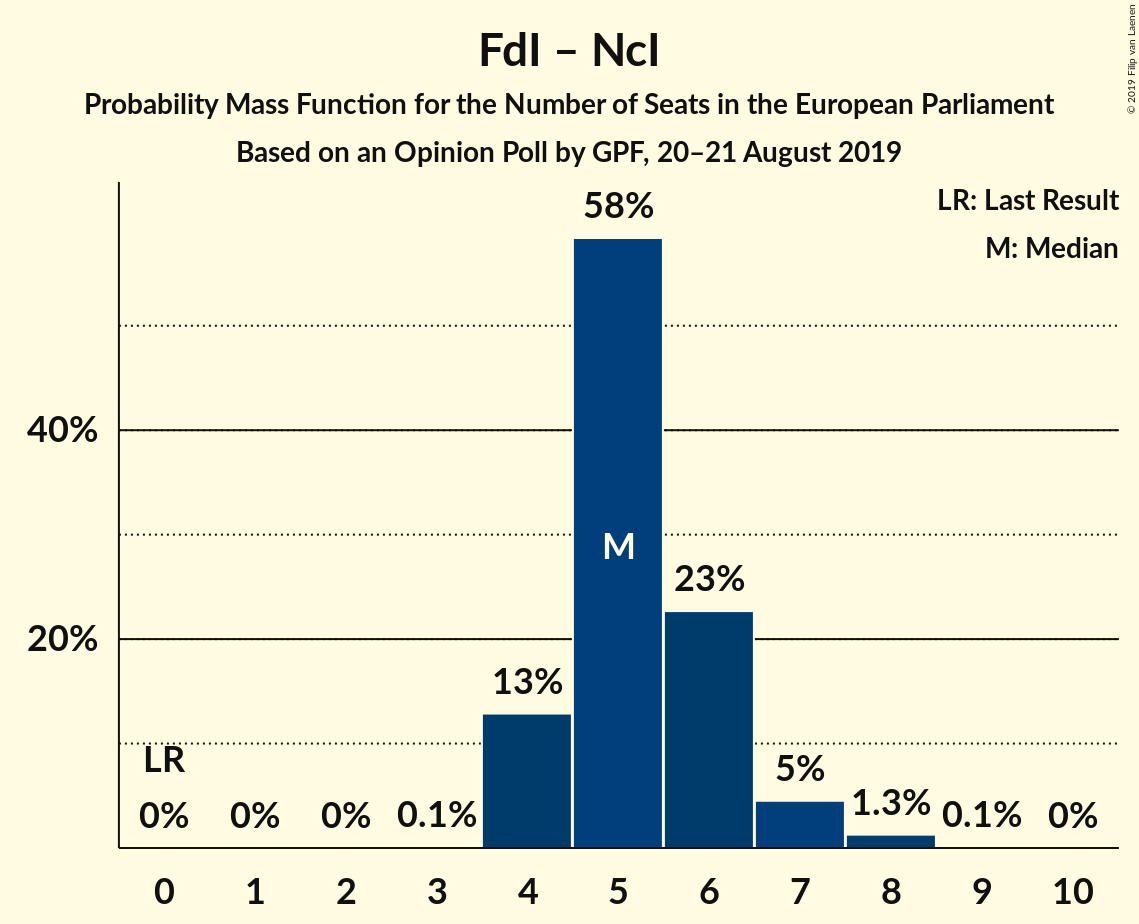 FdI – NcI
Probability Mass Function for the Number of Seats in the European Parliament
Based on an Opinion Poll by GPF, 20–21 August 2019
© 2019 Filip van Laenen
LR: Last Result
M: Median
58%
40%
M
23%
20%
13%
LR
5%
0% 0% 0% 0.1% 1.3% 0.1% 0%
0 1 2 3 4 5 6 7 8 9 10